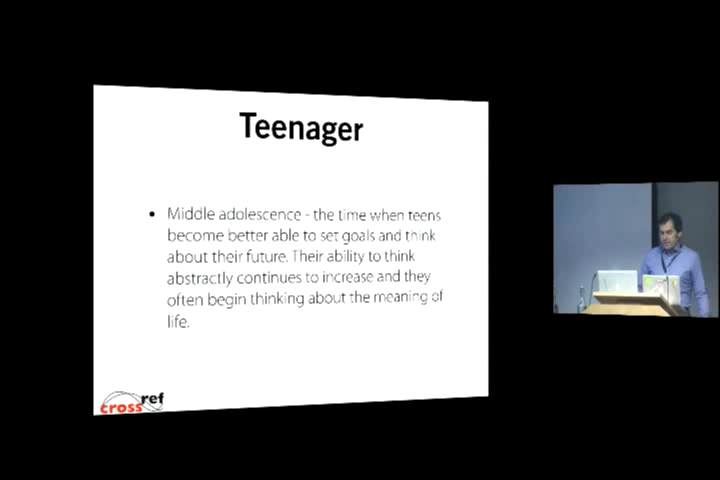 Teenager
• Middle adolescence - the time when teens
become better able to set goals and think
about their future. Their ability to think
abstractly continues to increase and they
often begin thinking about the meaning of
life.
crossref